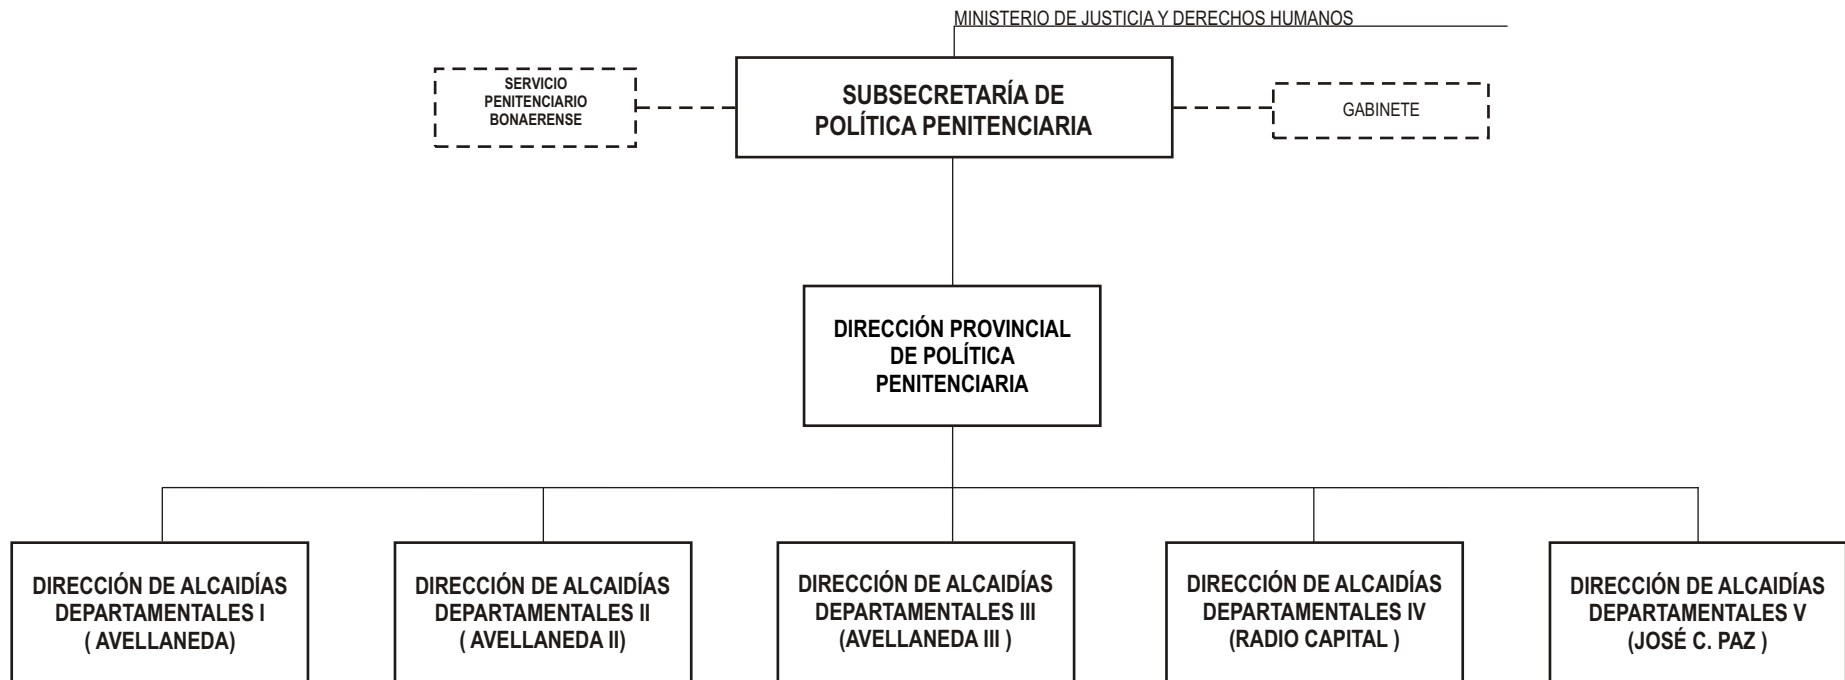 MINISTERIO DE JUSTICIA Y DERECHOS HUMANOS
SERVICIO
PENITENCIARIO
BONAERENSE
SUBSECRETARÍA DE
POLÍTICA PENITENCIARIA
GABINETE
DIRECCIÓN PROVINCIAL
DE POLÍTICA
PENITENCIARIA
DIRECCIÓN DE ALCAIDÍAS
DEPARTAMENTALES I
( AVELLANEDA)
DIRECCIÓN DE ALCAIDÍAS
DEPARTAMENTALES II
( AVELLANEDA II)
DIRECCIÓN DE ALCAIDÍAS
DEPARTAMENTALES III
(AVELLANEDA III )
DIRECCIÓN DE ALCAIDÍAS
DEPARTAMENTALES IV
(RADIO CAPITAL )
DIRECCIÓN DE ALCAIDÍAS
DEPARTAMENTALES V
(JOSÉ C. PAZ )